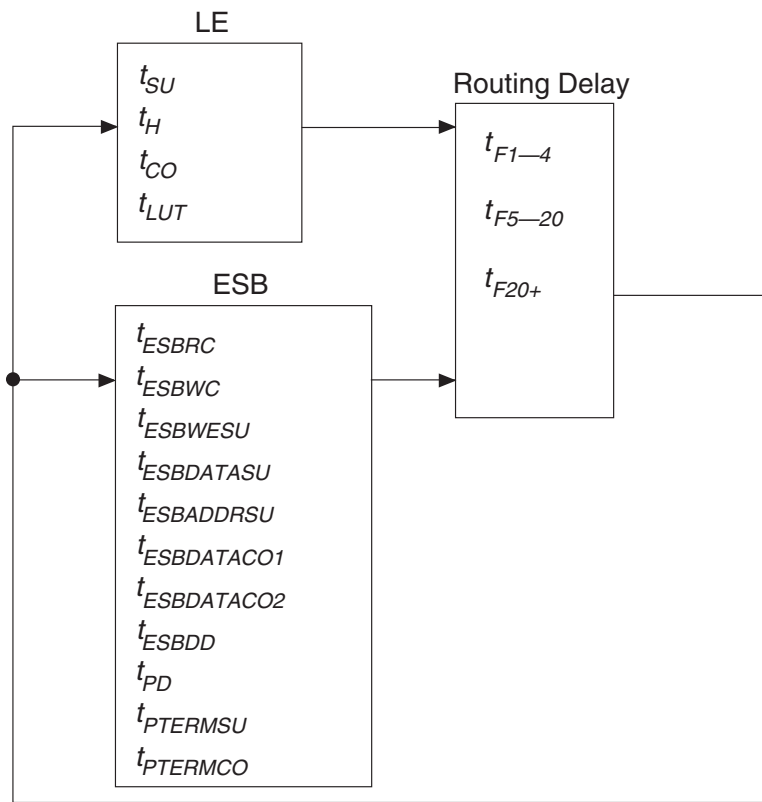 LE
tSU
tH
tCO
tLUT
Routing Delay
tF1—4
tF5—20
tF20+
ESB
tESBRC
tESBWC
tESBWESU
tESBDATASU
tESBADDRSU
tESBDATACO1
tESBDATACO2
tESBDD
tPD
tPTERMSU
tPTERMCO